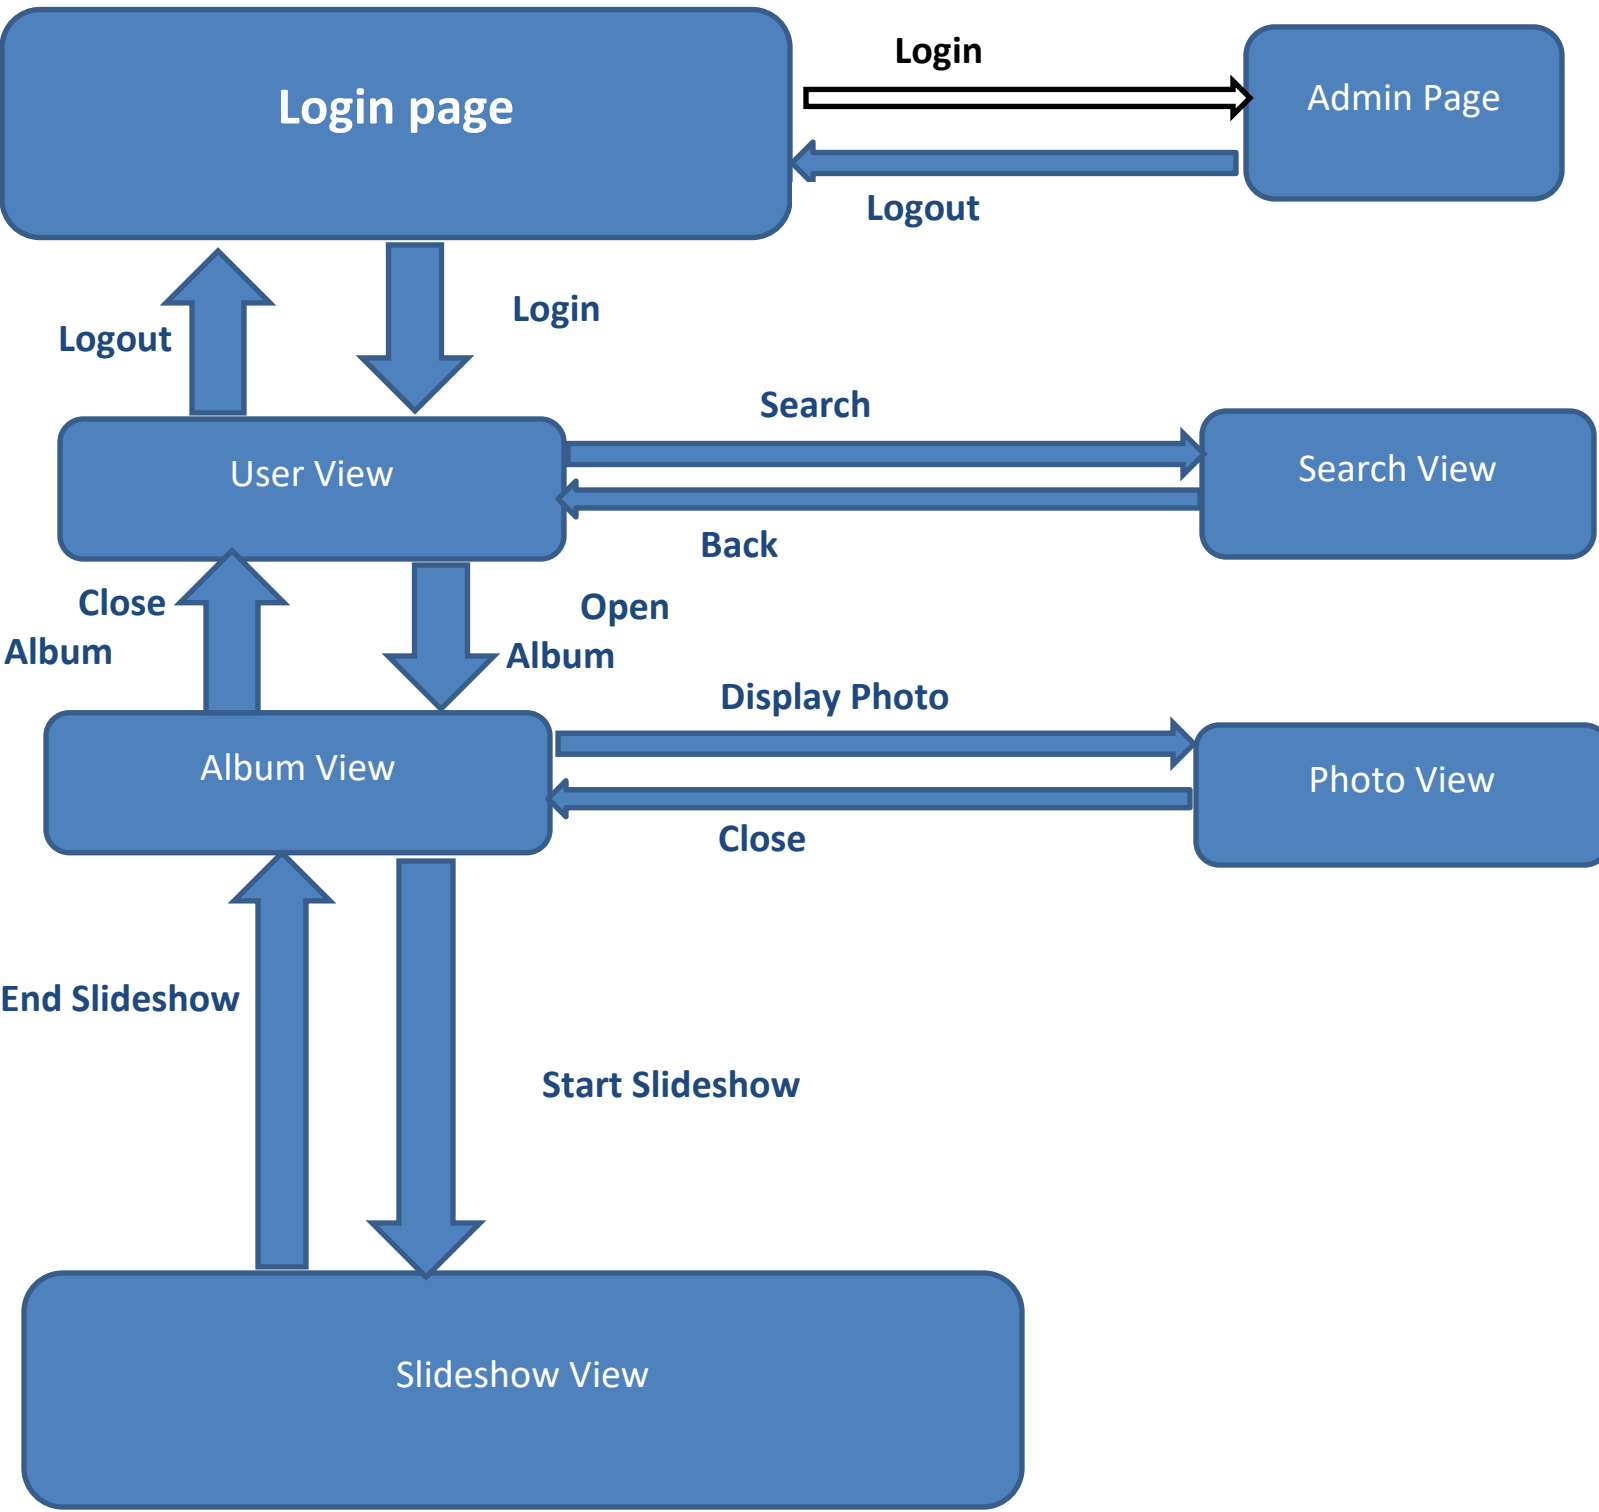 Login
Login page
Admin Page
Logout
Login
Logout
Search
User View
Search View
Back
Close
Album
Open
Album
Display Photo
Album View
Photo View
Close
End Slideshow
Start Slideshow
Slideshow View